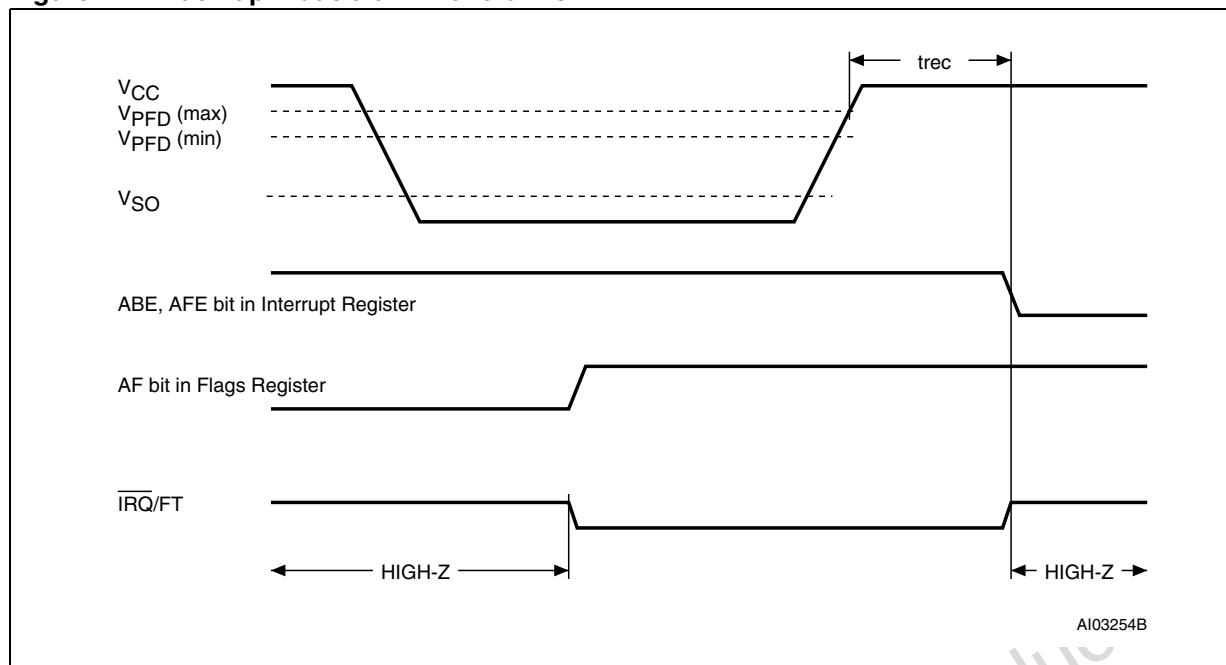 trec
VCC
VPFD (max)
VPFD (min)
VSO
ABE, AFE bit in Interrupt Register
AF bit in Flags Register
IRQ/FT
HIGH-Z
HIGH-Z
AI03254B